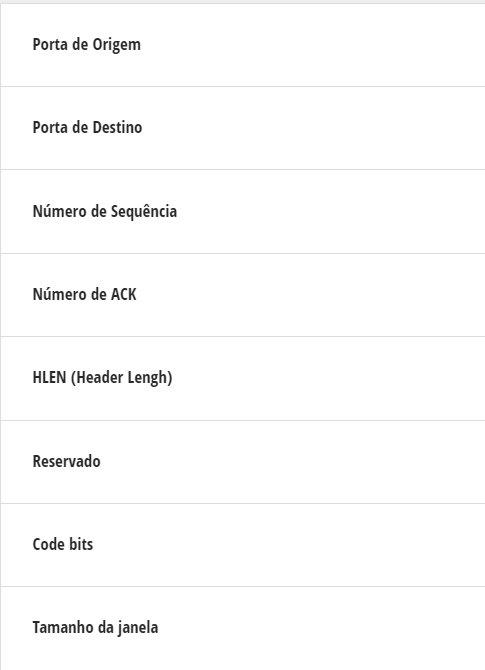 Porta de Origem
Porta de Destino
Número de Sequência
Número de ACK
HLEN (Header Lengh)
Reservado
Code bits
Tamanho da janela